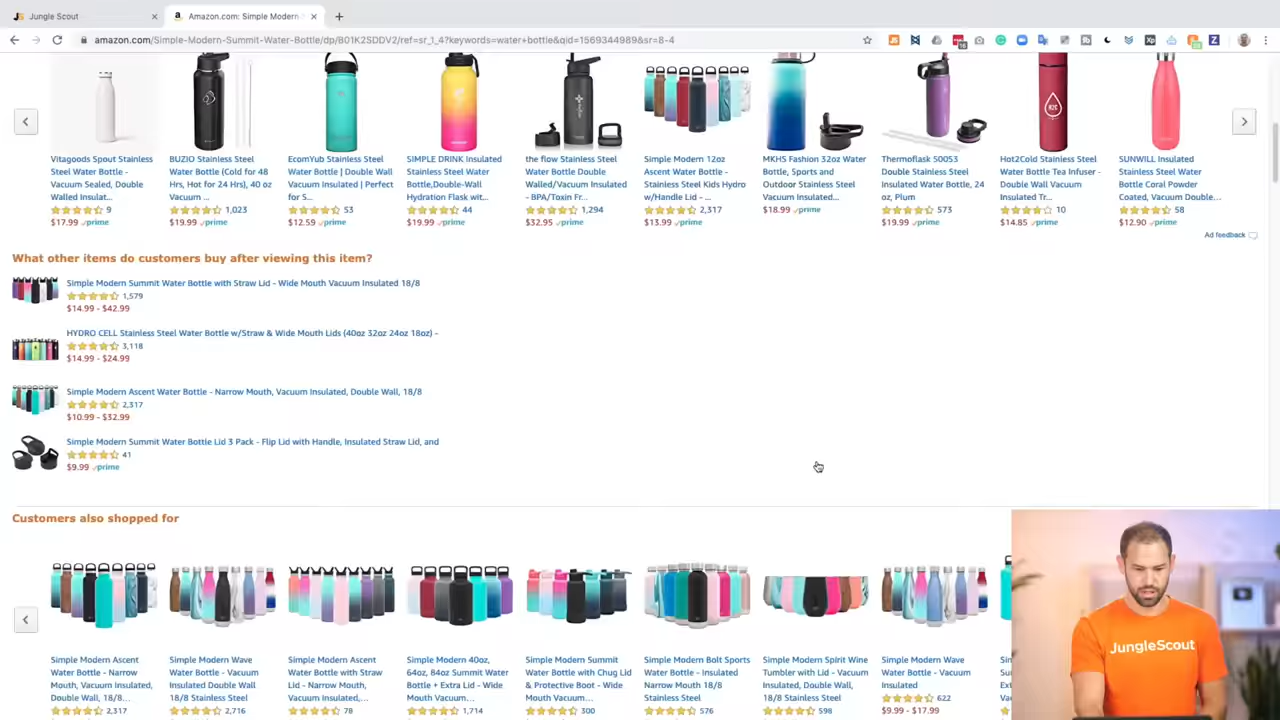 Jungle Scout
Amazon.com: Simple Modern
amazon.com/Simple-Modern-Summit-Water-Bottle/dp/B01K2SDDV2/ref=sr_1_4?keywords=water+bottle&qid=1569344989&sr=8-4
Vitagoods Spout Stainless
Steel Water Bottle -
Vacuum Sealed, Double
Walled Insulat...
9
$17.99 prime
BUZIO Stainless Steel
Water Bottle (Cold for 48
Hrs, Hot for 24 Hrs), 40 oz
Vacuum ...
1,023
$19.99 prime
EcomYub Stainless Steel
Water Bottle | Double Wall
Vacuum Insulated | Perfect
for S...
53
$12.59 prime
SIMPLE DRINK Insulated
Stainless Steel Water
Bottle,Double-Wall
Hydration Flask wit...
44
$19.99 prime
the flow Stainless Steel
Water Bottle Double
Walled/Vacuum Insulated
- BPA/Toxin Fr...
1,294
$32.95 prime
Simple Modern 12oz
Ascent Water Bottle -
Stainless Steel Kids Hydro
w/Handle Lid - ...
2,317
$13.99 prime
MKHS Fashion 32oz Water
Bottle, Sports and
Outdoor Stainless Steel
Vacuum Insulated...
$18.99 prime
Thermoflask 50053
Double Stainless Steel
Insulated Water Bottle, 24
oz, Plum
573
$19.99 prime
H2C
Hot2Cold Stainless Steel
Water Bottle Tea Infuser -
Double Wall Vacuum
Insulated Tr...
10
$14.85 prime
SUNWILL Insulated
Stainless Steel Water
Bottle Coral Powder
Coated, Vacuum Double...
58
$12.90 prime
Ad feedback
What other items do customers buy after viewing this item?
Simple Modern Summit Water Bottle with Straw Lid - Wide Mouth Vacuum Insulated 18/8
1,579
$14.99 - $42.99
HYDRO CELL Stainless Steel Water Bottle w/Straw & Wide Mouth Lids (40oz 32oz 24oz 18oz) -
3,118
$14.99 - $24.99
Simple Modern Ascent Water Bottle - Narrow Mouth, Vacuum Insulated, Double Wall, 18/8
2,317
$10.99 - $32.99
Simple Modern Summit Water Bottle Lid 3 Pack - Flip Lid with Handle, Insulated Straw Lid, and
41
$9.99 prime
Customers also shopped for
Simple Modern Ascent
Water Bottle - Narrow
Mouth, Vacuum Insulated,
Double Wall, 18/8...
2,317
Simple Modern Wave
Water Bottle - Vacuum
Insulated Double Wall
18/8 Stainless Steel
2,716
Simple Modern Ascent
Water Bottle with Straw
Lid - Narrow Mouth,
Vacuum Insulated,...
78
Simple Modern 40oz,
64oz, 84oz Summit Water
Bottle + Extra Lid - Wide
Mouth Vacuum...
1,714
Simple Modern Summit
Water Bottle with Chug Lid
& Protective Boot - Wide
Mouth Vacuum...
300
Simple Modern Bolt Sports
Water Bottle - Insulated
Narrow Mouth 18/8
Stainless Steel
576
Simple Modern Spirit Wine
Tumbler with Lid - Vacuum
Insulated, Double Wall,
18/8 Stainless Steel
598
Simple Modern Wave
Water Bottle - Vacuum
Insulated
622
$9.99 - $17.99
JungleScout